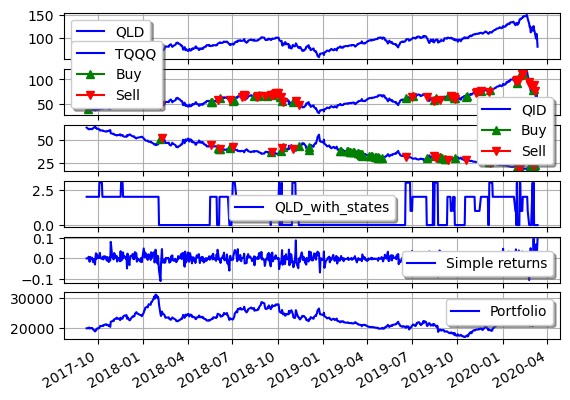 150
100
QLD
TQQQ
Buy
Sell
100
50
QID
Buy
Sell
50
25
2.5
0.0
QLD_with_states
0.1
0.0
−0.1
Simple returns
30000
20000
Portfolio
2017-10
2018-01
2018-04
2018-07
2018-10
2019-01
2019-04
2019-07
2019-10
2020-01
2020-04